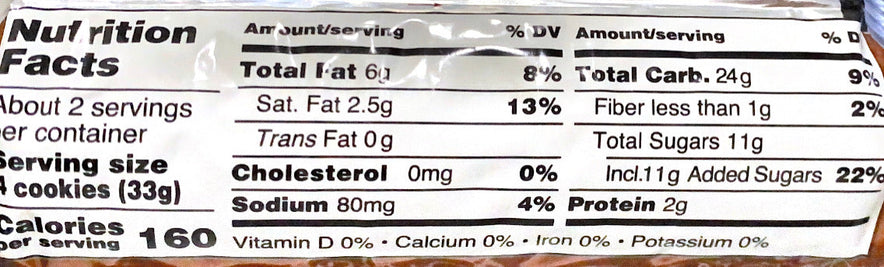 Nutrition
Facts
About 2 servings
per container
Serving size
4 cookies (33g)
Calories
per serving 160
Amount/serving % DV
Total Fat 6g 8%
Sat. Fat 2.5g 13%
Trans Fat 0g
Cholesterol 0mg 0%
Sodium 80mg 4%
Amount/serving % D
Total Carb. 24g 9%
Fiber less than 1g 2%
Total Sugars 11g
Incl.11g Added Sugars 22%
Protein 2g
Vitamin D 0% • Calcium 0% • Iron 0% • Potassium 0%